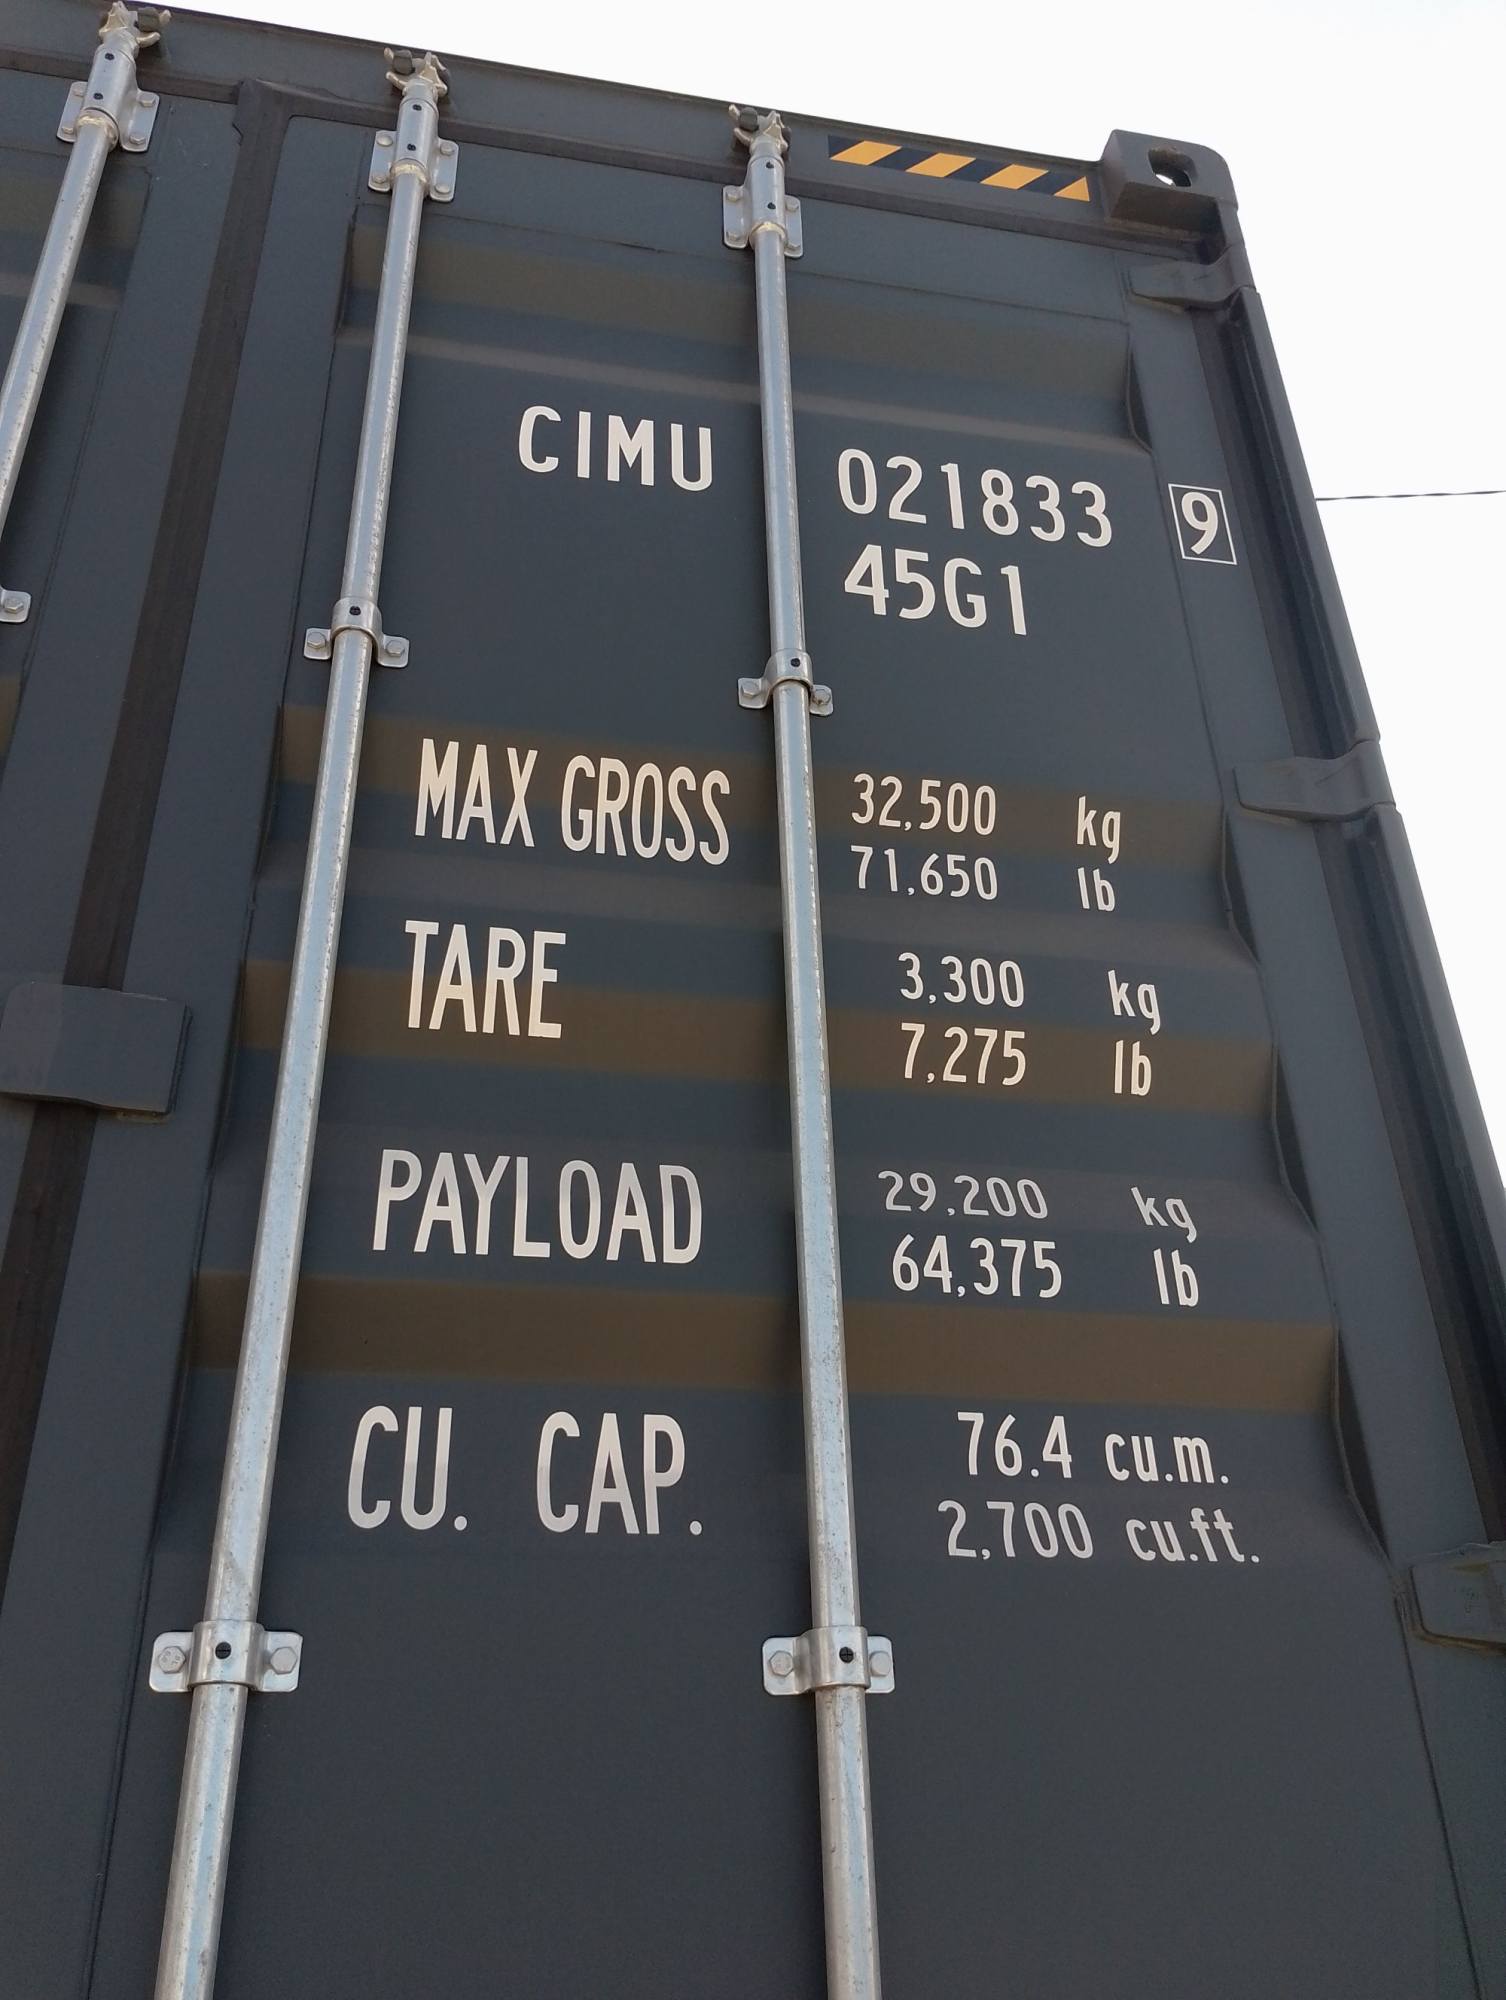 CIMU 021833 9
45G1
MAX GROSS 32,500 kg
71,650 lb
TARE 3,300 kg
7,275 lb
PAYLOAD 29,200 kg
64,375 lb
CU. CAP. 76.4 cu.m.
2,700 cu.ft.